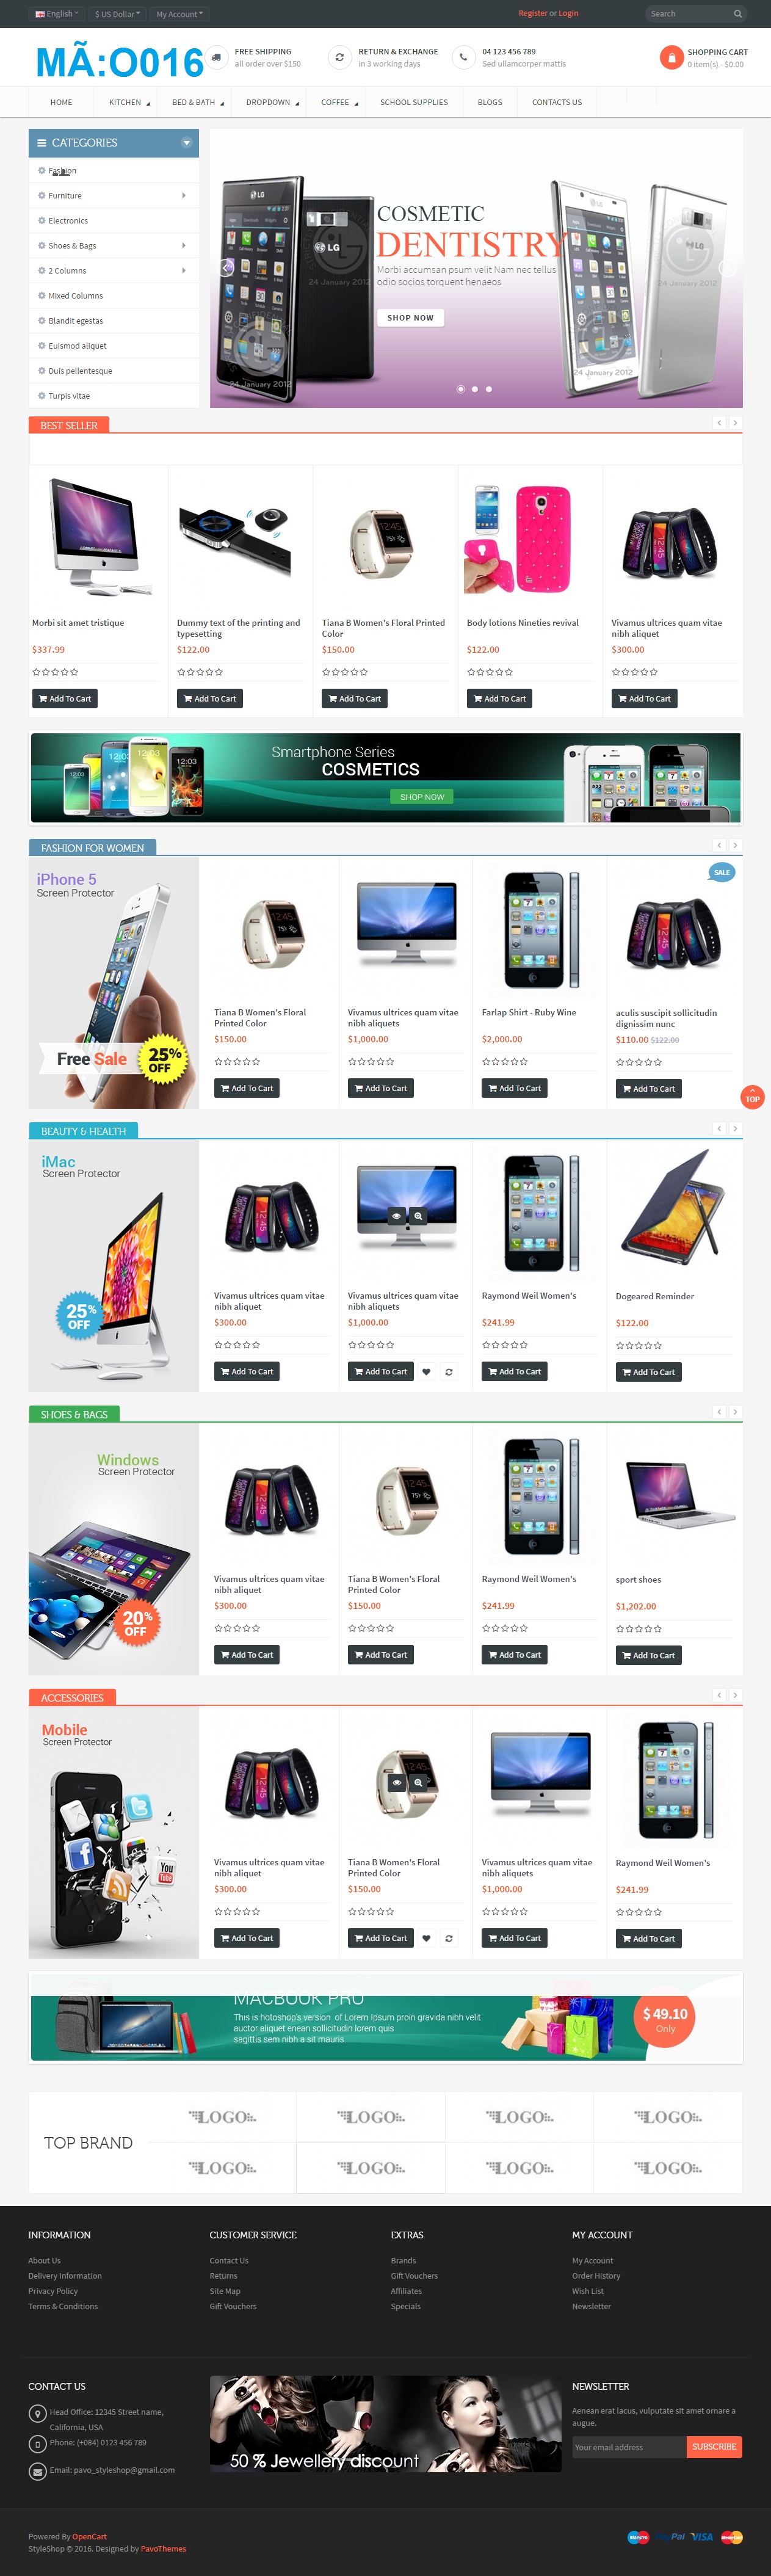 English
$ US Dollar
My Account
Register or Login
Search
MÃ:O016
FREE SHIPPING
all order over $150
RETURN & EXCHANGE
in 3 working days
04 123 456 789
Sed ullamcorper mattis
SHOPPING CART
0 item(s) - $0.00
HOME
KITCHEN
BED & BATH
DROPDOWN
COFFEE
SCHOOL SUPPLIES
BLOGS
CONTACTS US
CATEGORIES
Fashion
Furniture
Electronics
Shoes & Bags
2 Columns
Mixed Columns
Blandit egestas
Euismod aliquet
Duis pellentesque
Turpis vitae
COSMETIC
DENTISTRY
Morbi accumsan psum velit Nam nec tellus
odio socios torquent henaeos
SHOP NOW
LG
LG
24 January 2012
24 January 2012
24 January 2012
24 January 2012
BEST SELLER
Morbi sit amet tristique
$337.99
Add To Cart
Dummy text of the printing and
typesetting
$122.00
Add To Cart
Tiana B Women's Floral Printed
Color
$150.00
Add To Cart
Body lotions Nineties revival
$122.00
Add To Cart
Vivamus ultrices quam vitae
nibh aliquet
$300.00
Add To Cart
Smartphone Series
COSMETICS
SHOP NOW
FASHION FOR WOMEN
iPhone 5
Screen Protector
Free Sale
25%
OFF
Tiana B Women's Floral
Printed Color
$150.00
Add To Cart
Vivamus ultrices quam vitae
nibh aliquets
$1,000.00
Add To Cart
Farlap Shirt - Ruby Wine
$2,000.00
Add To Cart
SALE
aculis suscipit sollicitudin
dignissim nunc
$110.00 $122.00
Add To Cart
TOP
BEAUTY & HEALTH
iMac
Screen Protector
25%
OFF
Vivamus ultrices quam vitae
nibh aliquet
$300.00
Add To Cart
Vivamus ultrices quam vitae
nibh aliquets
$1,000.00
Add To Cart
Raymond Weil Women's
$241.99
Add To Cart
Dogeared Reminder
$122.00
Add To Cart
SHOES & BAGS
Windows
Screen Protector
20%
OFF
Vivamus ultrices quam vitae
nibh aliquet
$300.00
Add To Cart
Tiana B Women's Floral
Printed Color
$150.00
Add To Cart
Raymond Weil Women's
$241.99
Add To Cart
sport shoes
$1,202.00
Add To Cart
ACCESSORIES
Mobile
Screen Protector
You
Tube
Vivamus ultrices quam vitae
nibh aliquet
$300.00
Add To Cart
Tiana B Women's Floral
Printed Color
$150.00
Add To Cart
Vivamus ultrices quam vitae
nibh aliquets
$1,000.00
Add To Cart
Raymond Weil Women's
$241.99
Add To Cart
MACBOOK PRO
This is hotoshop's version of Lorem Ipsum proin gravida nibh velit
auctor aliquet enean sollicitudin lorem quis
sagittis sem nibh a sit mauris.
$ 49.10
Only
TOP BRAND
LOGO
LOGO
LOGO
LOGO
LOGO
LOGO
LOGO
LOGO
INFORMATION
About Us
Delivery Information
Privacy Policy
Terms & Conditions
CUSTOMER SERVICE
Contact Us
Returns
Site Map
Gift Vouchers
EXTRAS
Brands
Gift Vouchers
Affiliates
Specials
MY ACCOUNT
My Account
Order History
Wish List
Newsletter
CONTACT US
Head Office: 12345 Street name,
California, USA
Phone: (+084) 0123 456 789
Email: pavo_styleshop@gmail.com
50 % Jewellery discount
NEWSLETTER
Aenean erat lacus, vulputate sit amet ornare a
augue.
Your email address
SUBSCRIBE
Powered By OpenCart
StyleShop © 2016. Designed by PavoThemes
Maestro
PayPal
VISA
MasterCard